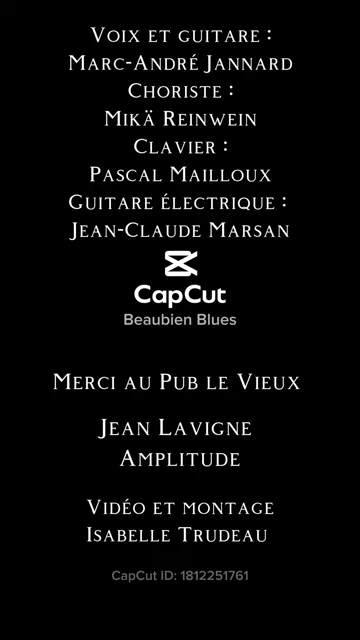 Voix et guitare :
Marc-André Jannard
Choriste :
Mikä Reinwein
Clavier :
Pascal Mailloux
Guitare électrique :
Jean-Claude Marsan
CapCut
Beaubien Blues
Merci au Pub le Vieux
Jean Lavigne
Amplitude
Vidéo et montage
Isabelle Trudeau
CapCut ID: 1812251761